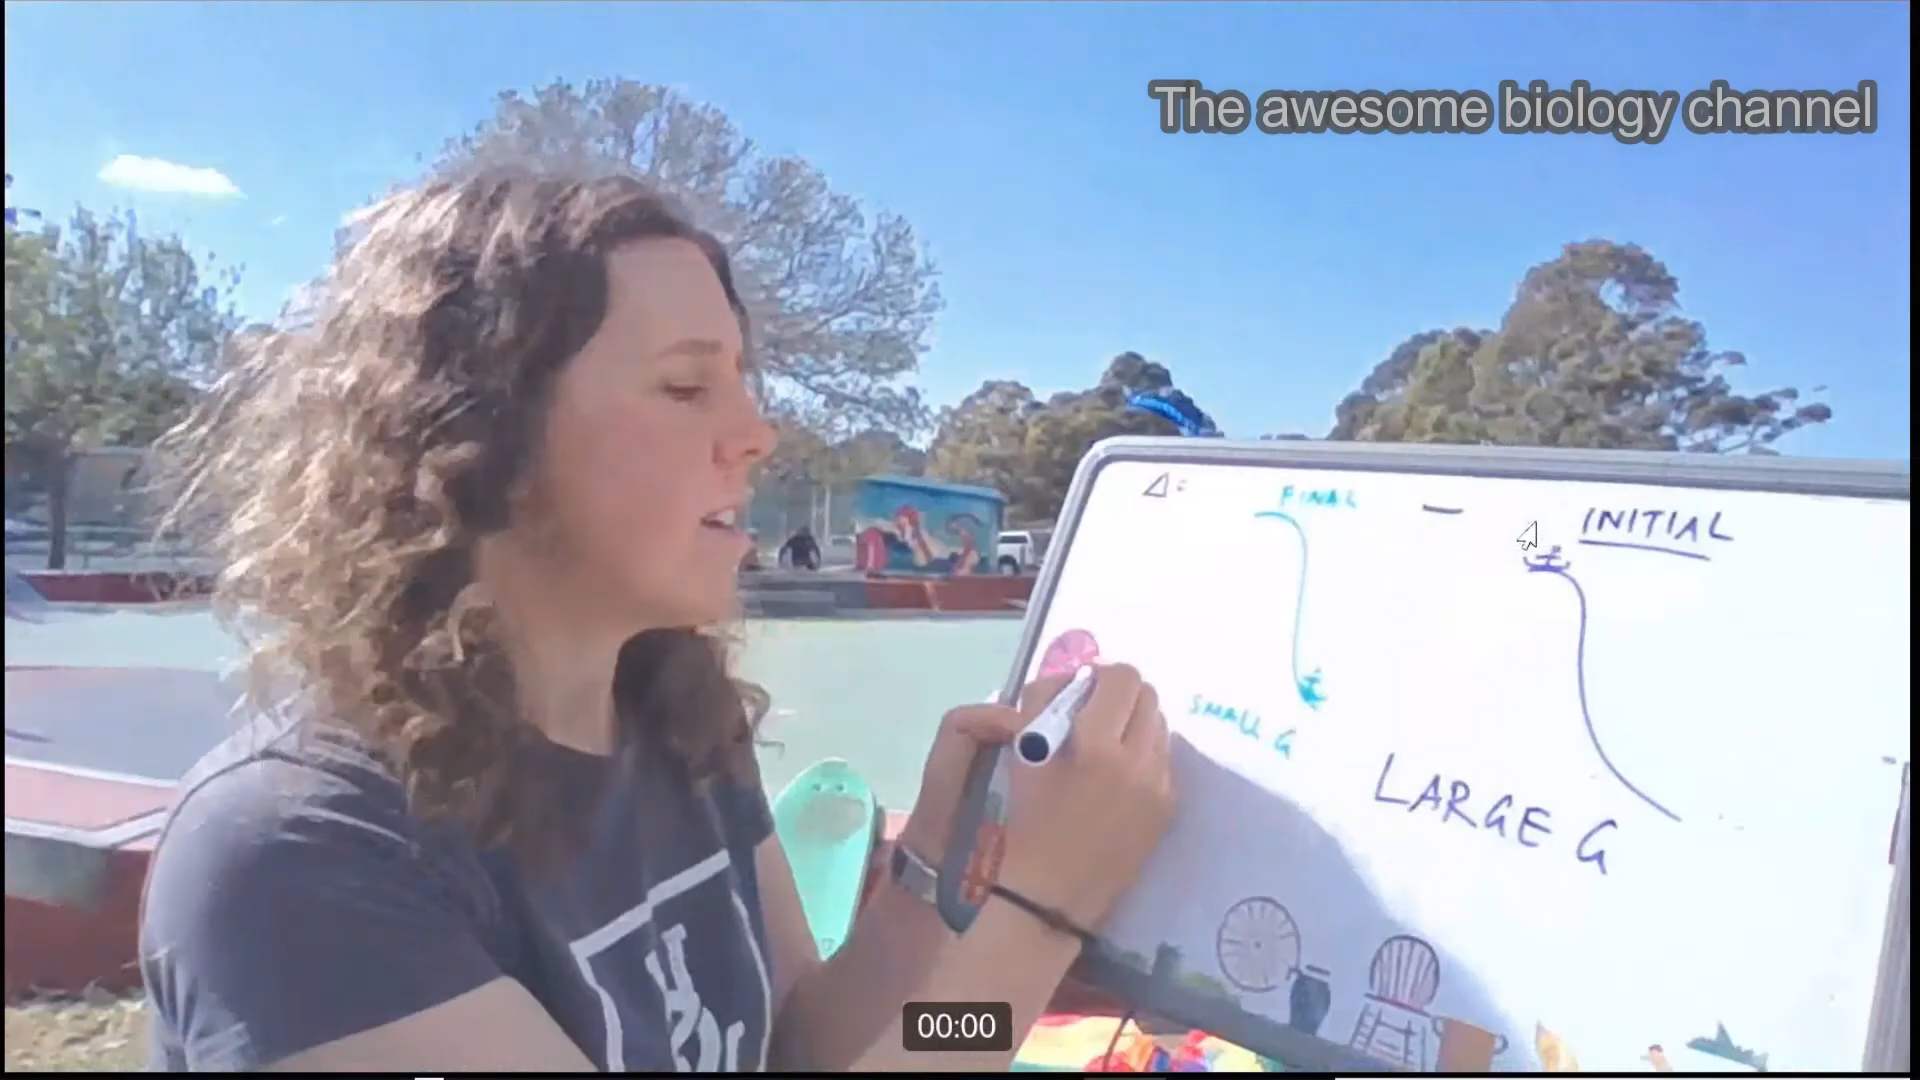 The awesome biology channel
Δ = FINAL — INITIAL
SMALL G
LARGE G
00:00